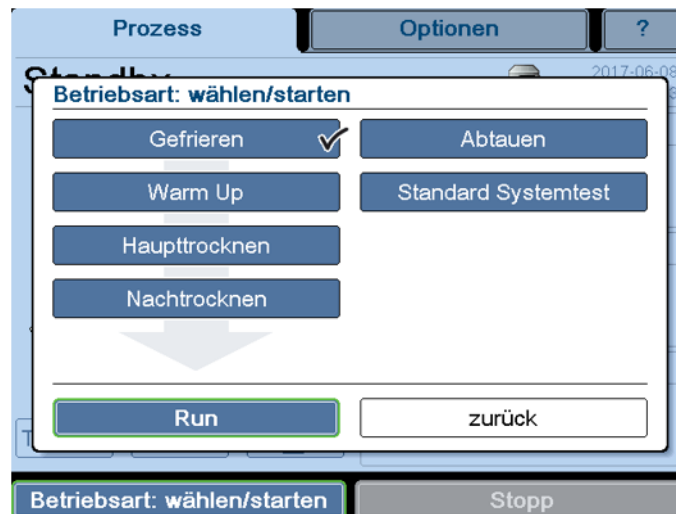 Prozess
Optionen
?
Standby
2017-06-08
Betriebsart: wählen/starten
Gefrieren
Abtauen
Warm Up
Standard Systemtest
Haupttrocknen
Nachtrocknen
Run
zurück
Betriebsart: wählen/starten
Stopp